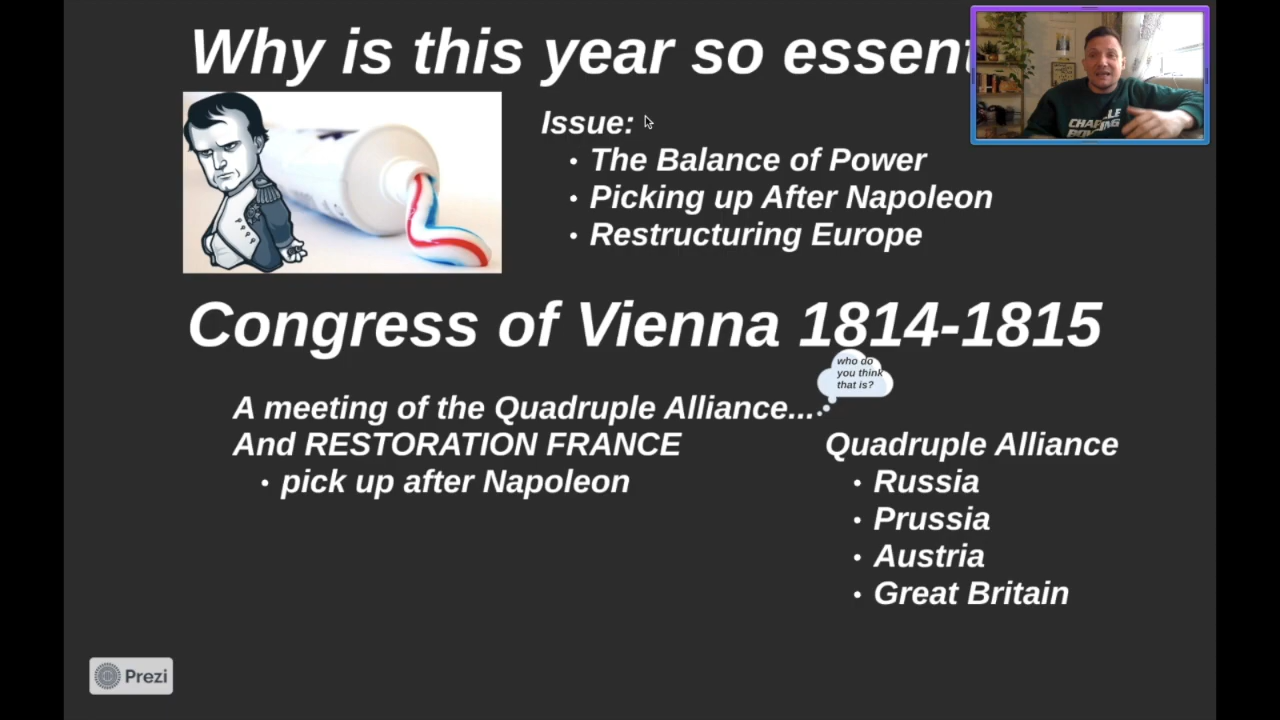 Why is this year so essent
Issue:
• The Balance of Power
• Picking up After Napoleon
• Restructuring Europe
Congress of Vienna 1814-1815
who do
you think
that is?
A meeting of the Quadruple Alliance...
And RESTORATION FRANCE
• pick up after Napoleon
Quadruple Alliance
• Russia
• Prussia
• Austria
• Great Britain
Prezi